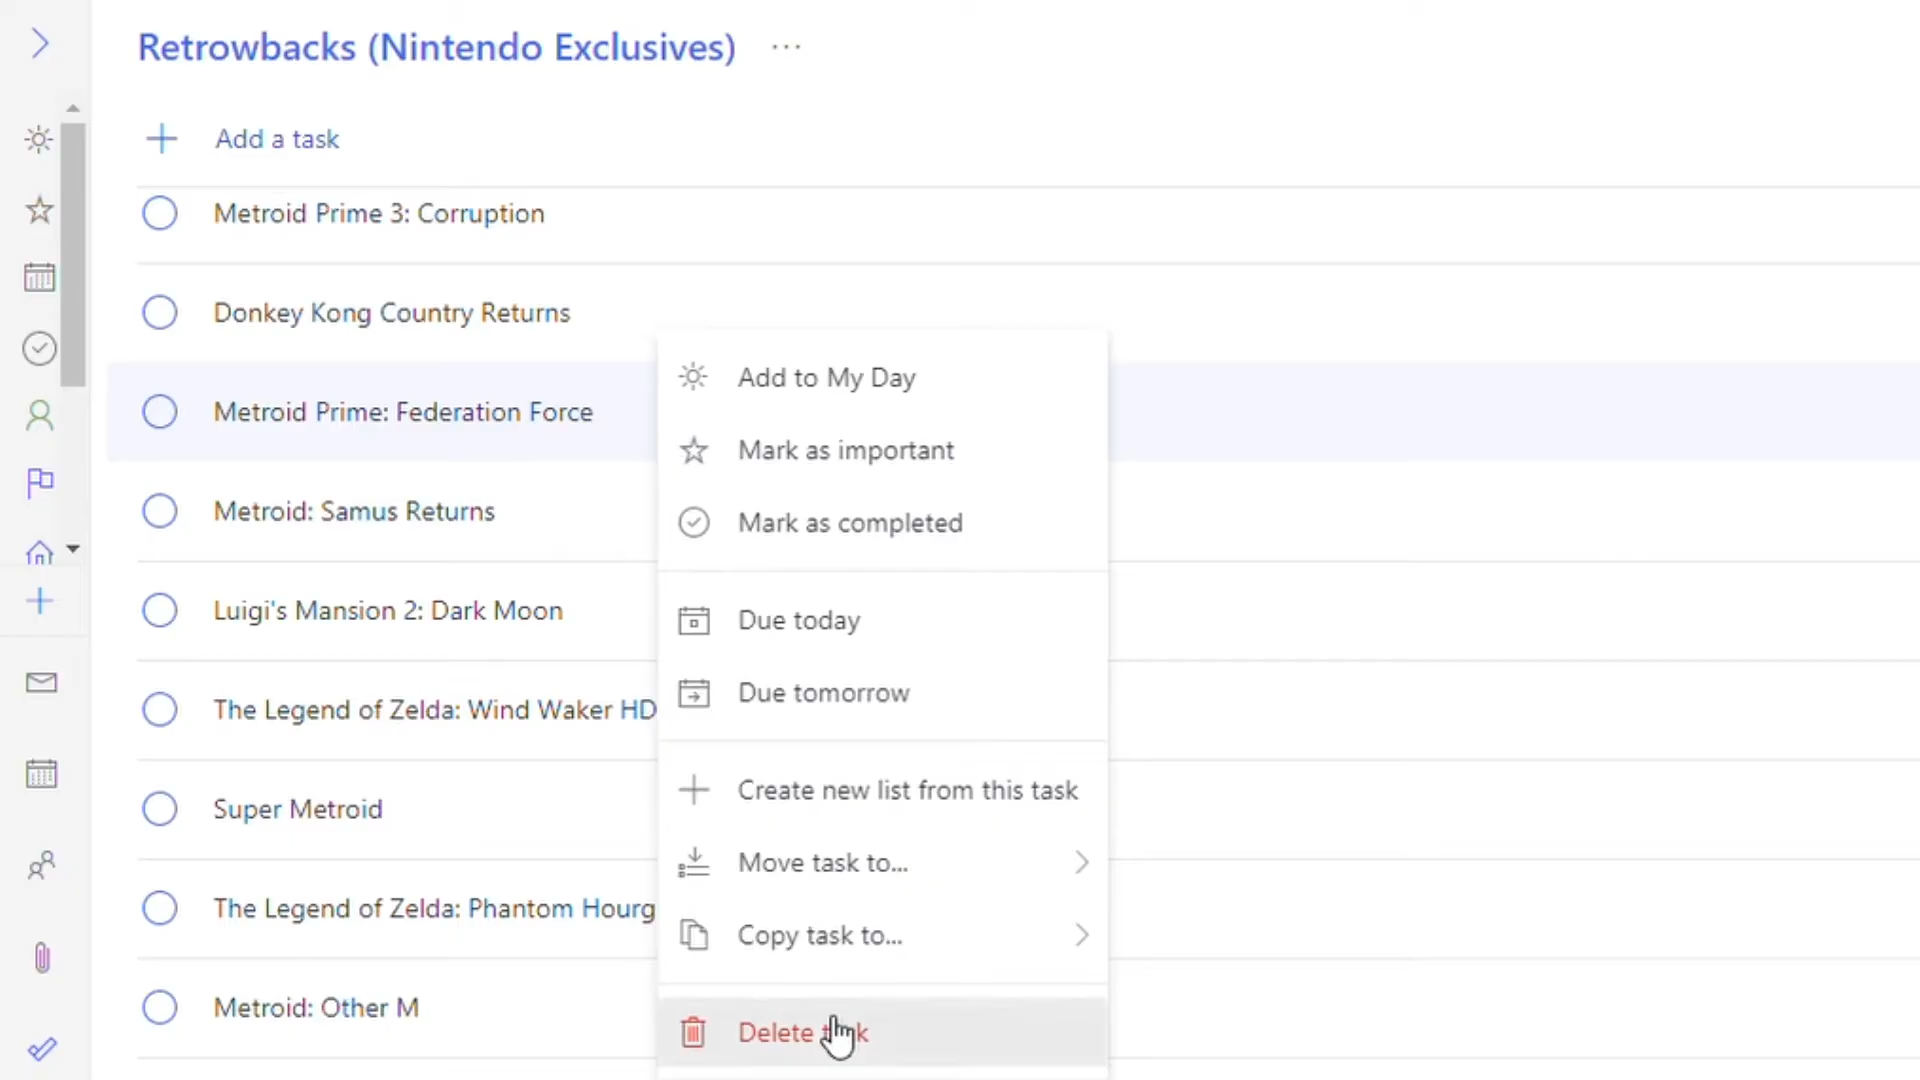 Retrowbacks (Nintendo Exclusives) ...
Add a task
Metroid Prime 3: Corruption
Donkey Kong Country Returns
Metroid Prime: Federation Force
Metroid: Samus Returns
Luigi's Mansion 2: Dark Moon
The Legend of Zelda: Wind Waker HD
Super Metroid
The Legend of Zelda: Phantom Hourg
Metroid: Other M
Add to My Day
Mark as important
Mark as completed
Due today
Due tomorrow
Create new list from this task
Move task to...
Copy task to...
Delete task